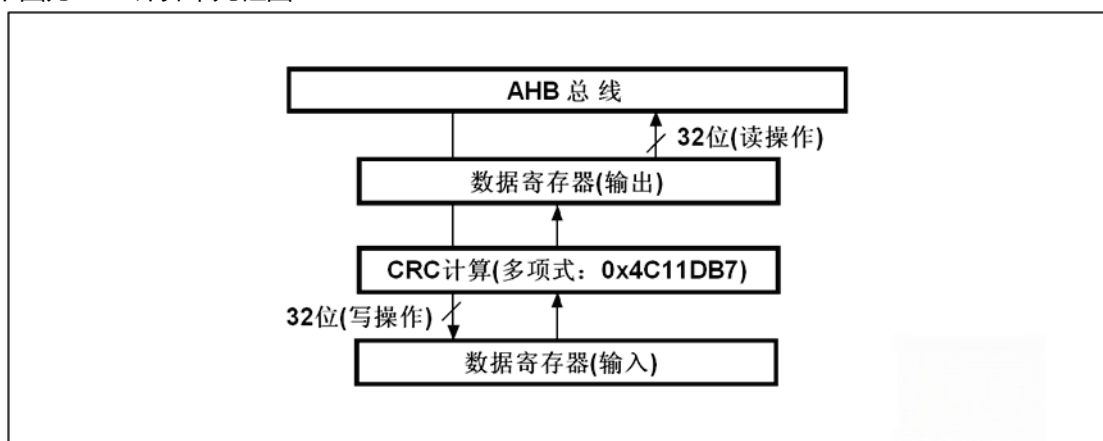 AHB 总 线
32位(读操作)
数据寄存器(输出)
CRC计算(多项式：0x4C11DB7)
32位(写操作)
数据寄存器(输入)